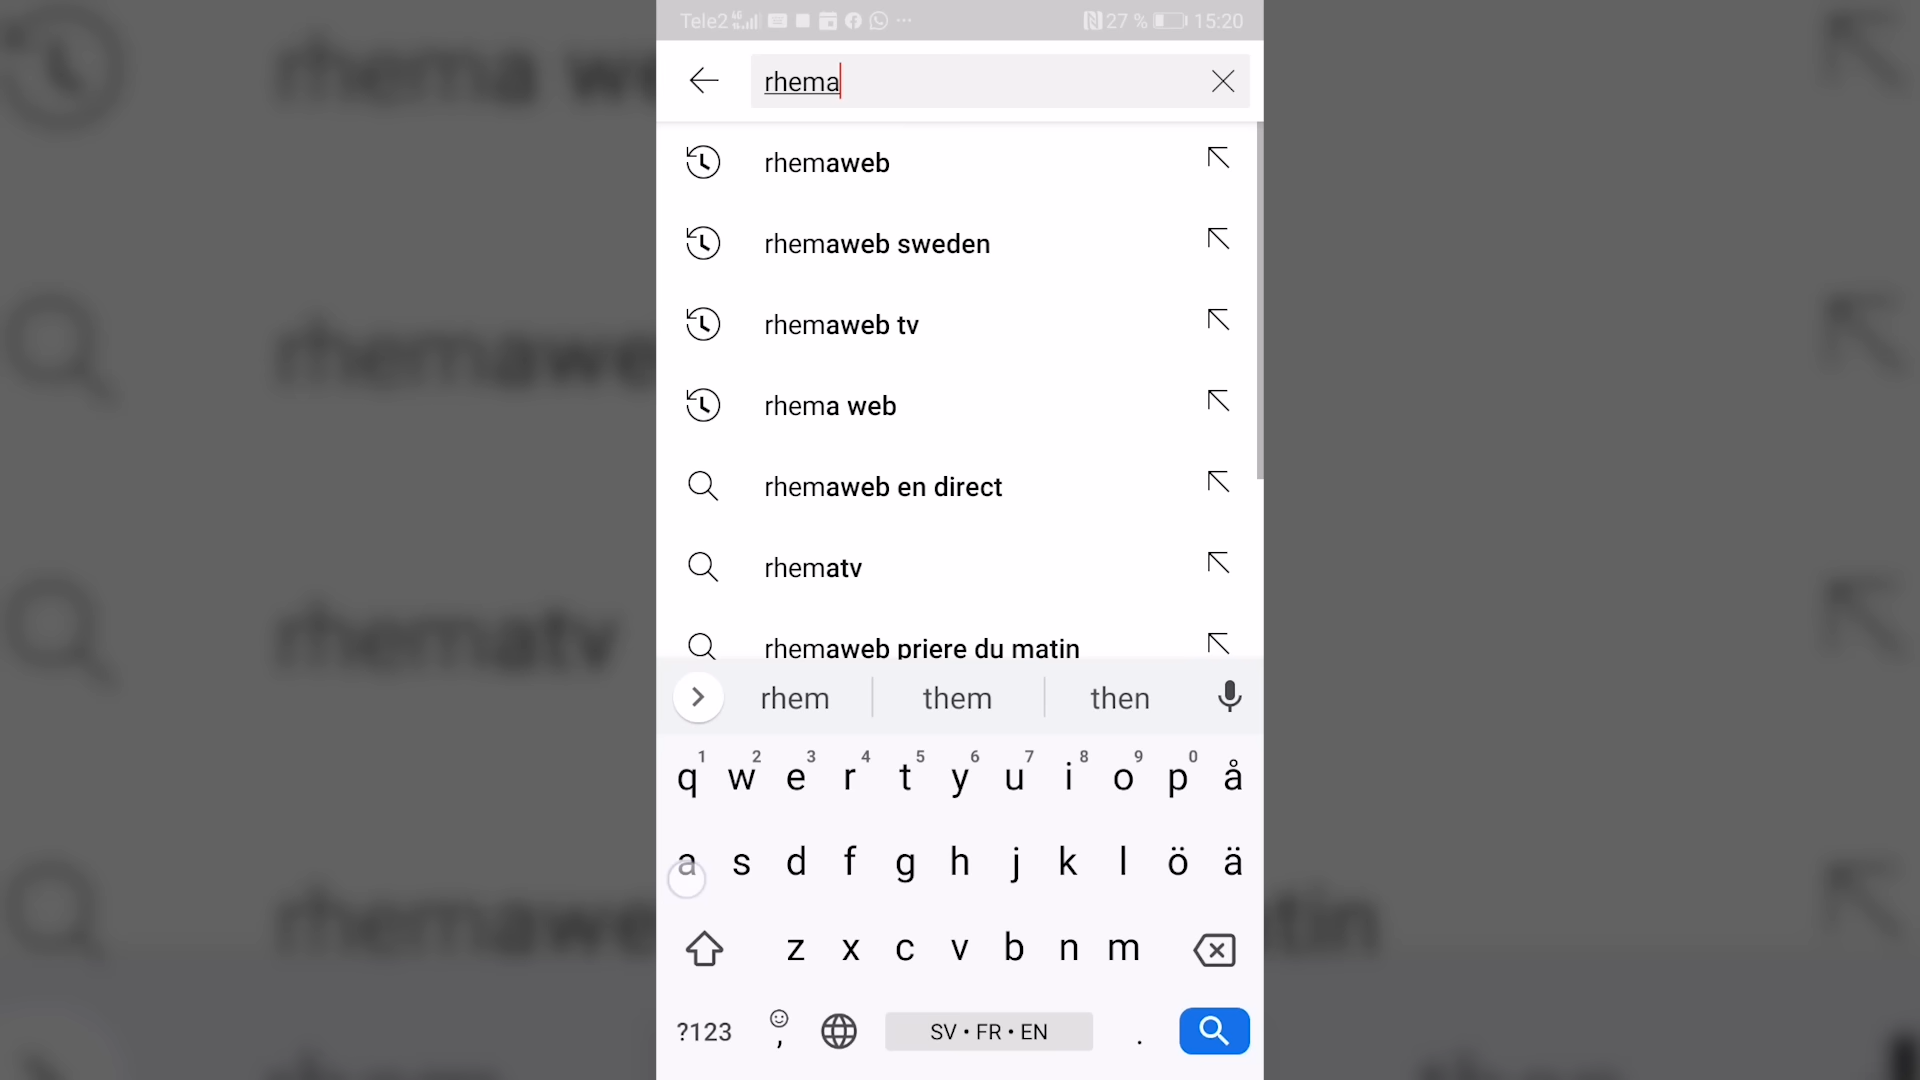 Tele2 4G 27 % 15:20
rhema
rhemaweb
rhemaweb sweden
rhemaweb tv
rhema web
rhemaweb en direct
rhematv
rhemaweb priere du matin
rhem them then
1 2 3 4 5 6 7 8 9 0
q w e r t y u i o p å
a s d f g h j k l ö ä
z x c v b n m
?123 , SV • FR • EN .